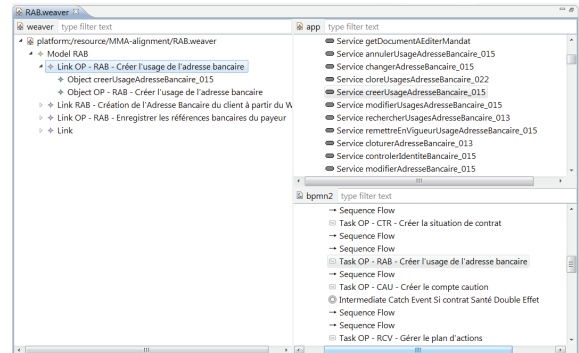 RAB.weaver
weaver type filter text
platform:/resource/MMA-alignment/RAB.weaver
Model RAB
Link OP - RAB - Créer l'usage de l'adresse bancaire
Object creerUsageAdresseBancaire_015
Object OP - RAB - Créer l'usage de l'adresse bancaire
Link RAB - Création de l'Adresse Bancaire du client à partir du W
Link OP - RAB - Enregistrer les références bancaires du payeur
Link
app type filter text
Service getDocumentAEditerMandat
Service annulerUsageAdresseBancaire_015
Service changerAdresseBancaire_015
Service cloreUsagesAdresseBancaire_022
Service creerUsageAdresseBancaire_015
Service modifierUsagesAdresseBancaire_015
Service rechercherUsagesAdresseBancaire_013
Service remettreEnVigueurUsageAdresseBancaire_015
Service cloturerAdresseBancaire_013
Service controlerIdentiteBancaire_015
Service modifierAdresseBancaire_015
bpmn2 type filter text
Sequence Flow
Task OP - CTR - Créer la situation de contrat
Sequence Flow
Sequence Flow
Task OP - RAB - Créer l'usage de l'adresse bancaire
Sequence Flow
Task OP - CAU - Créer le compte caution
Intermediate Catch Event Si contrat Santé Double Effet
Sequence Flow
Sequence Flow
Task OP - RCV - Gérer le plan d'actions